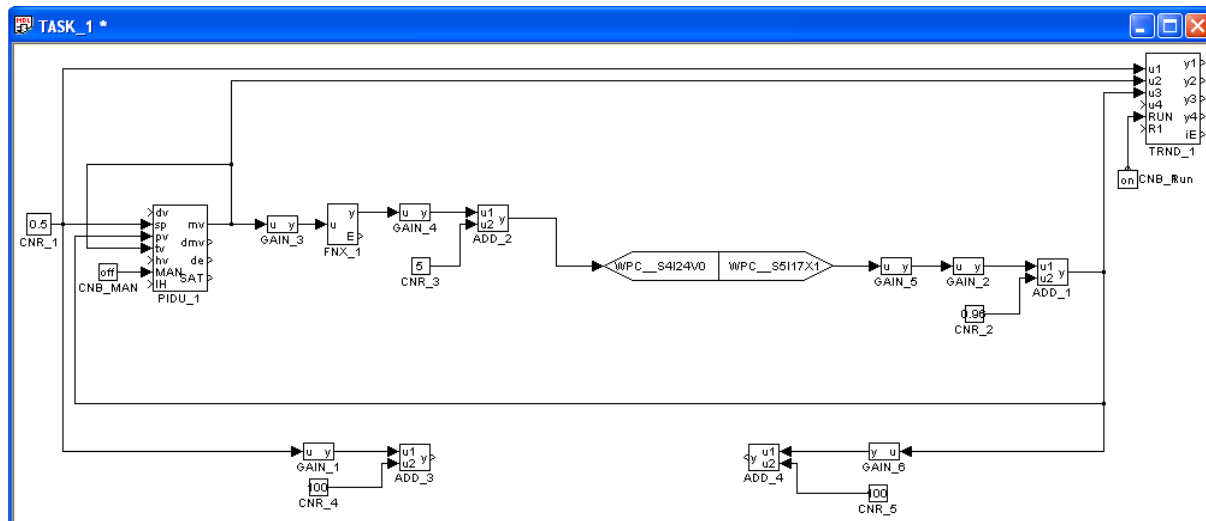 TASK_1 *
u1 y1
u2 y2
u3 y3
u4 y4
RUN iE
R1
TRND_1
on CNB_Run
0.5
CNR_1
dv
sp mv
pv dmv
tv de
hv
MAN SAT
IH
PIDU_1
off
CNB_MAN
u y
GAIN_3
y
u
E
FNX_1
u y
GAIN_4
u1 y
u2
ADD_2
5
CNR_3
WPC__S4I24V0 WPC__S5I17X1
u y
GAIN_5
u y
GAIN_2
u1 y
u2
ADD_1
0.96
CNR_2
u y
GAIN_1
u1 y
u2
ADD_3
100
CNR_4
y u1
u2
ADD_4
y u
GAIN_6
100
CNR_5